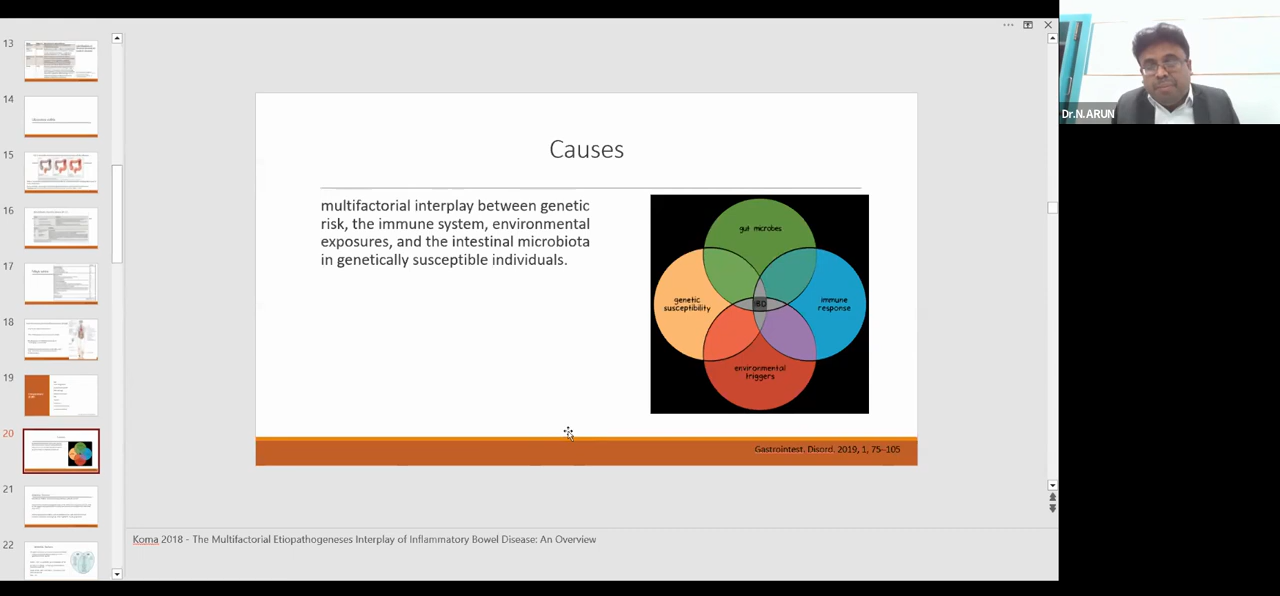 13
14
15
16
17
18
19
20
21
22
Causes
multifactorial interplay between genetic
risk, the immune system, environmental
exposures, and the intestinal microbiota
in genetically susceptible individuals.
gut microbes
genetic
susceptibility
immune
response
environmental
triggers
Gastrointest. Disord. 2019, 1, 75–105
Koma 2018 - The Multifactorial Etiopathogeneses Interplay of Inflammatory Bowel Disease: An Overview
Dr.N.ARUN